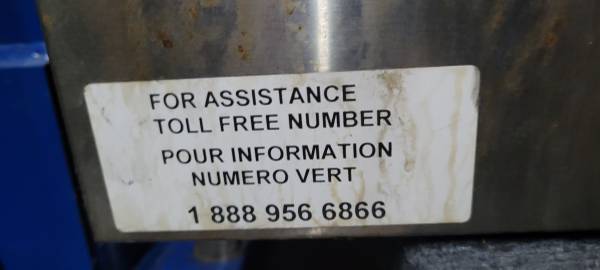 FOR ASSISTANCE
TOLL FREE NUMBER
POUR INFORMATION
NUMERO VERT
1 888 956 6866